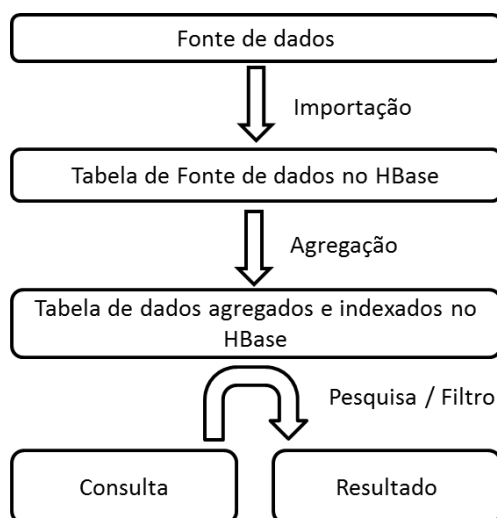 Fonte de dados
Importação
Tabela de Fonte de dados no HBase
Agregação
Tabela de dados agregados e indexados no
HBase
Pesquisa / Filtro
Consulta
Resultado